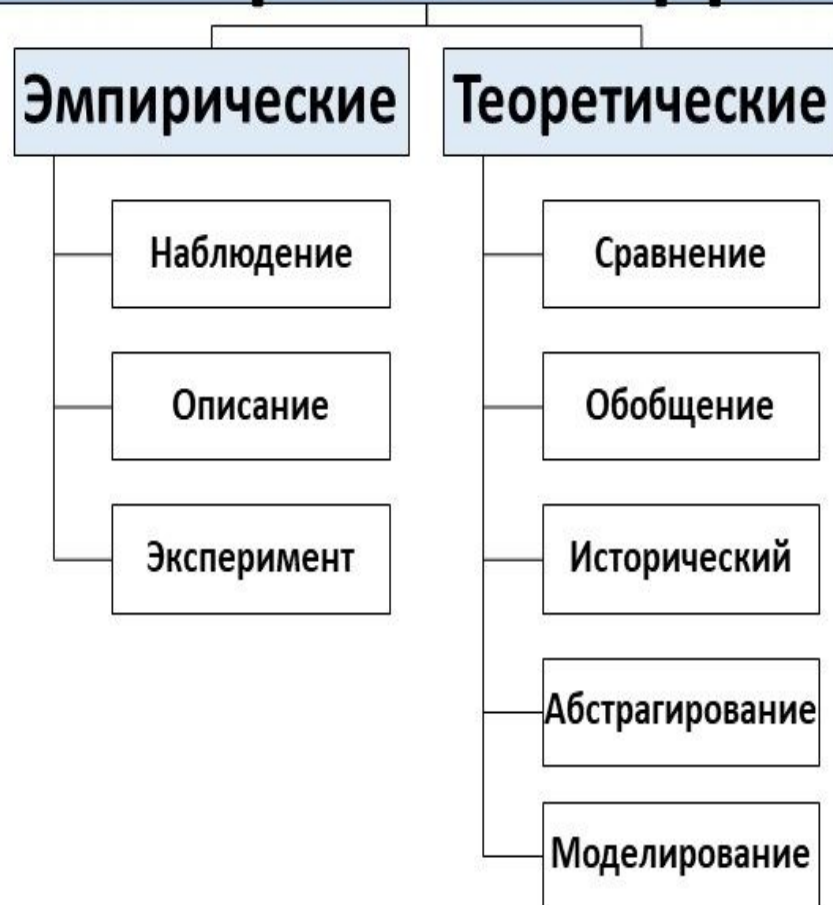 Эмпирические
Теоретические
Наблюдение
Описание
Эксперимент
Сравнение
Обобщение
Исторический
Абстрагирование
Моделирование